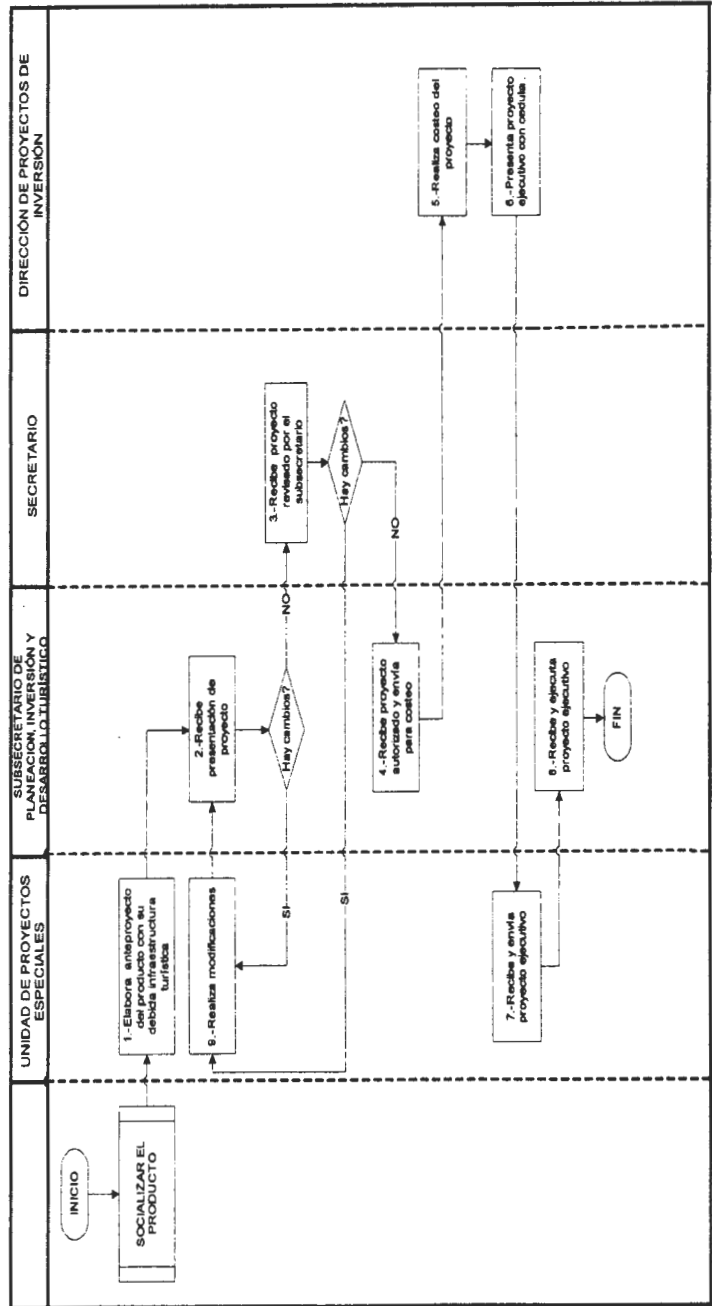 UNIDAD DE PROYECTOS
ESPECIALES
SUBSECRETARIO DE
PLANEACION, INVERSIÓN Y
DESARROLLO TURÍSTICO
SECRETARIO
DIRECCIÓN DE PROYECTOS DE
INVERSIÓN
INICIO
SOCIALIZAR EL
PRODUCTO
1.-Elabora anteproyecto
del producto con su
debida infraestructura
turística
2.-Recibe
presentación de
proyecto
Hay cambios?
NO
SI
9.-Realiza modificaciones
3.-Recibe proyecto
revisado por el
subsecretario
Hay cambios?
NO
SI
4.-Recibe proyecto
autorizado y envía
para costeo
5.-Realiza costeo del
proyecto
6.-Presenta proyecto
ejecutivo con cedula.
7.-Recibe y envía
proyecto ejecutivo
8.-Recibe y ejecuta
proyecto ejecutivo
FIN